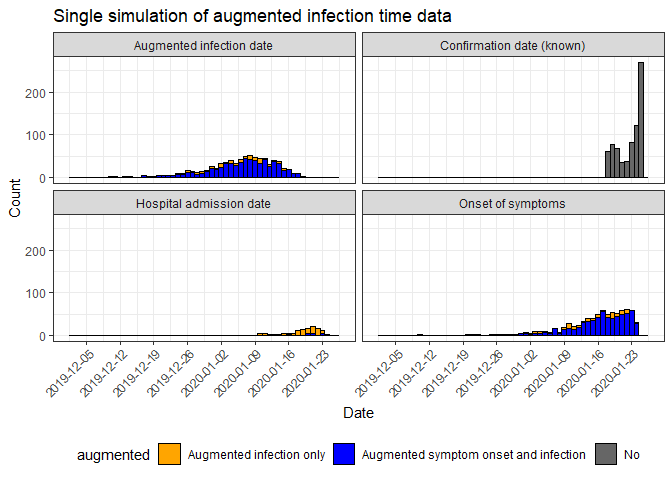 Single simulation of augmented infection time data
Augmented infection date
Confirmation date (known)
200
100
0
Hospital admission date
Onset of symptoms
200
100
0
Count
2019-12-05
2019-12-12
2019-12-19
2019-12-26
2020-01-02
2020-01-09
2020-01-16
2020-01-23
2019-12-05
2019-12-12
2019-12-19
2019-12-26
2020-01-02
2020-01-09
2020-01-16
2020-01-23
Date
augmented
Augmented infection only
Augmented symptom onset and infection
No